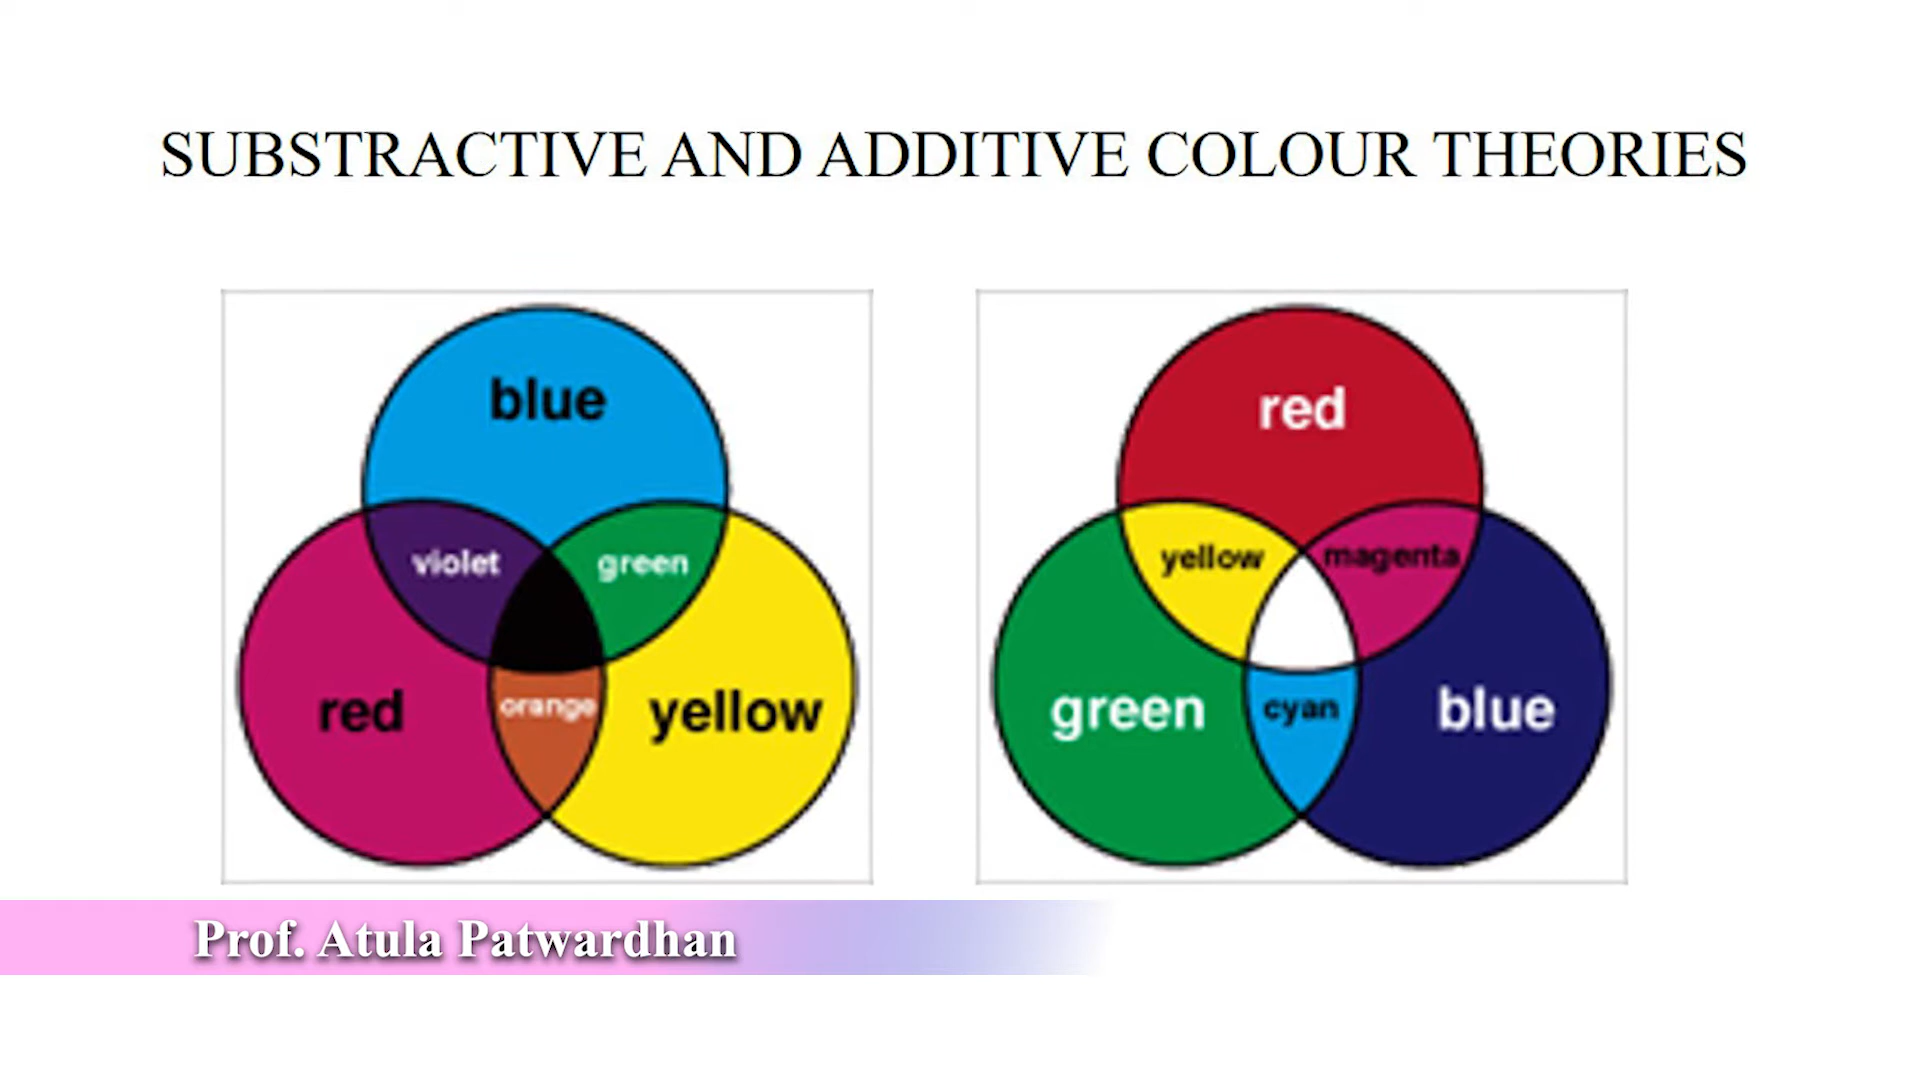 SUBSTRACTIVE AND ADDITIVE COLOUR THEORIES
blue
violet
green
red
orange
yellow
red
yellow
magenta
green
cyan
blue
Prof. Atula Patwardhan